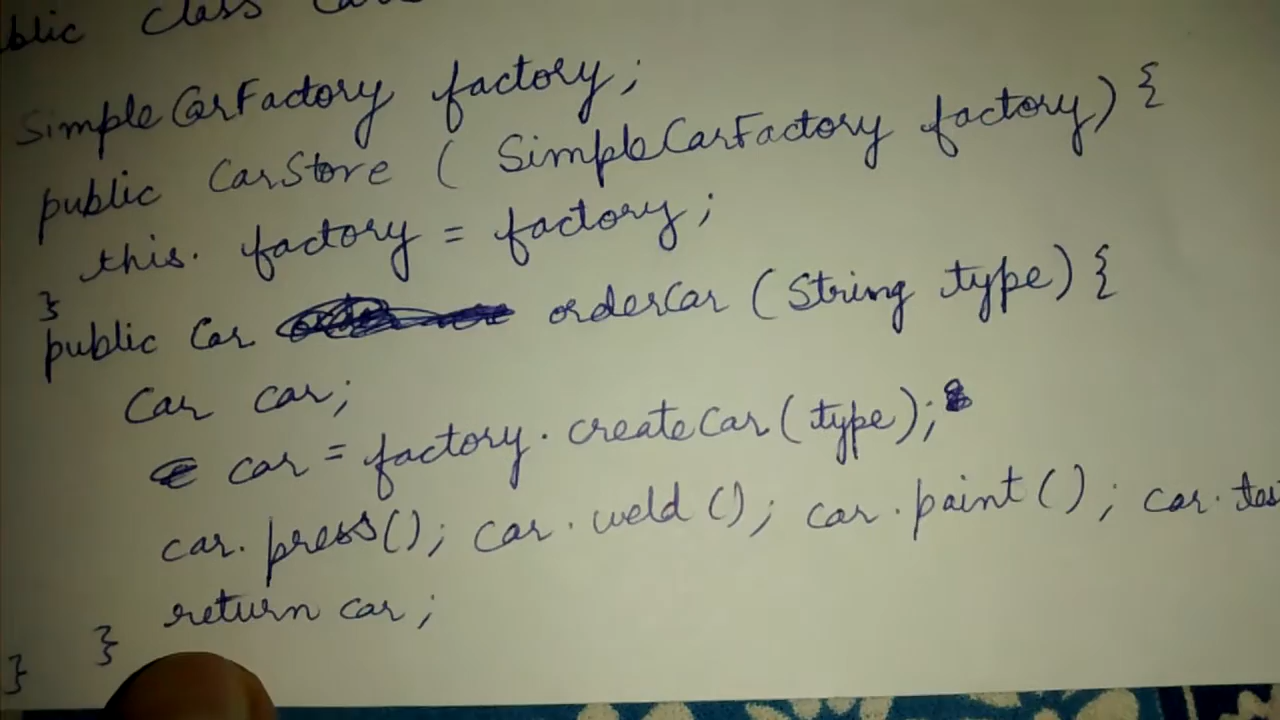 class
SimpleCarFactory factory;
public CarStore ( SimpleCarFactory factory) {
this. factory = factory;
}
public Car orderCar (String type) {
Car car;
car = factory. createCar (type);
car. press(); car. weld (); car. paint (); car.
return car;
}
}